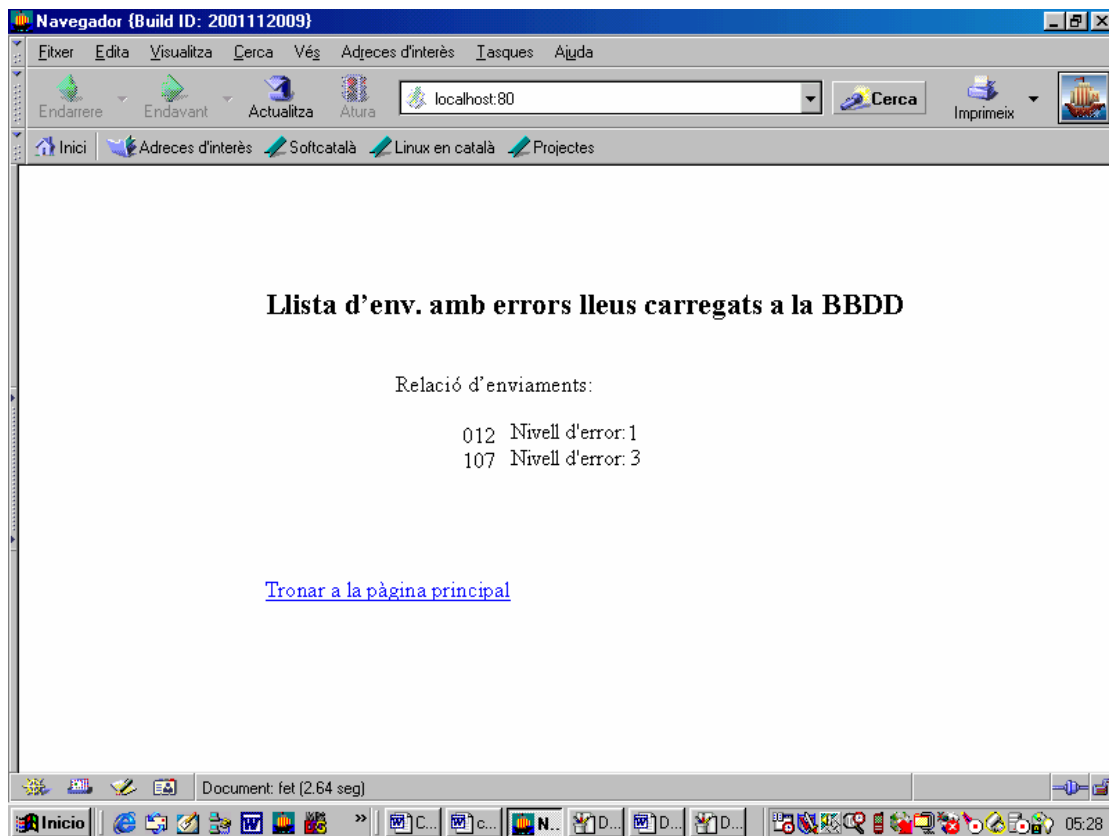 Navegador {Build ID: 2001112009}
Fitxer Edita Visualitza Cerca Vés Adreces d'interès Tasques Ajuda
Endarrere Endavant Actualitza Atura localhost:80 Cerca Imprimeix
Inici Adreces d'interès Softcatalà Linux en català Projectes
Llista d'env. amb errors lleus carregats a la BBDD
Relació d'enviaments:
012 Nivell d'error: 1
107 Nivell d'error: 3
Tronar a la pàgina principal
Document: fet (2.64 seg)
Inicio » C... c... N.. D... D... D... 05:28